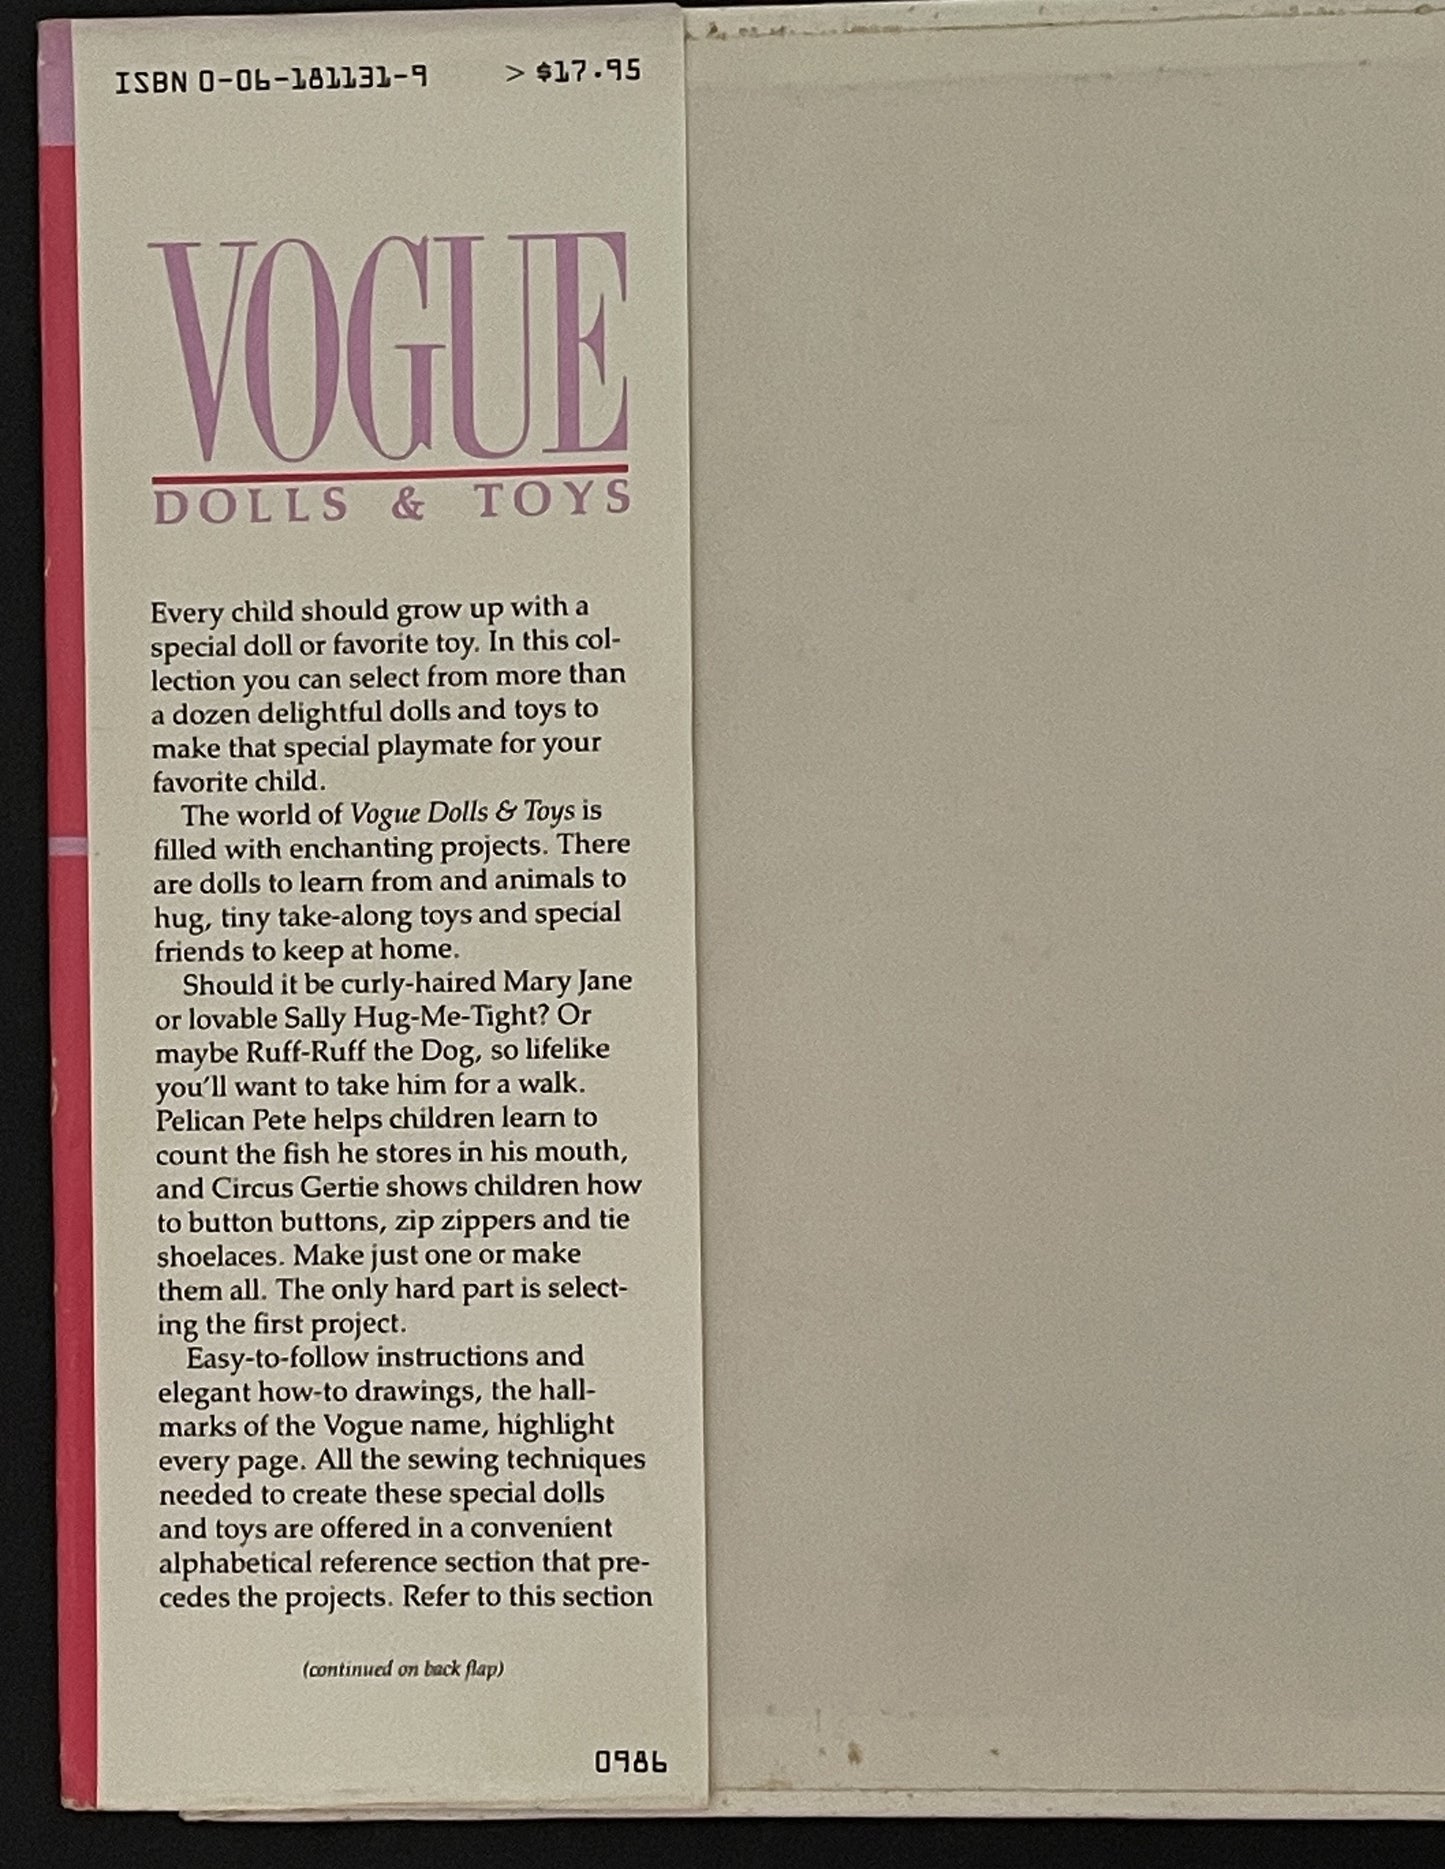 ISBN 0-06-181131-9 > $17.95
VOGUE
DOLLS & TOYS
Every child should grow up with a
special doll or favorite toy. In this col-
lection you can select from more than
a dozen delightful dolls and toys to
make that special playmate for your
favorite child.
The world of Vogue Dolls & Toys is
filled with enchanting projects. There
are dolls to learn from and animals to
hug, tiny take-along toys and special
friends to keep at home.
Should it be curly-haired Mary Jane
or lovable Sally Hug-Me-Tight? Or
maybe Ruff-Ruff the Dog, so lifelike
you'll want to take him for a walk.
Pelican Pete helps children learn to
count the fish he stores in his mouth,
and Circus Gertie shows children how
to button buttons, zip zippers and tie
shoelaces. Make just one or make
them all. The only hard part is select-
ing the first project.
Easy-to-follow instructions and
elegant how-to drawings, the hall-
marks of the Vogue name, highlight
every page. All the sewing techniques
needed to create these special dolls
and toys are offered in a convenient
alphabetical reference section that pre-
cedes the projects. Refer to this section
(continued on back flap)
0986